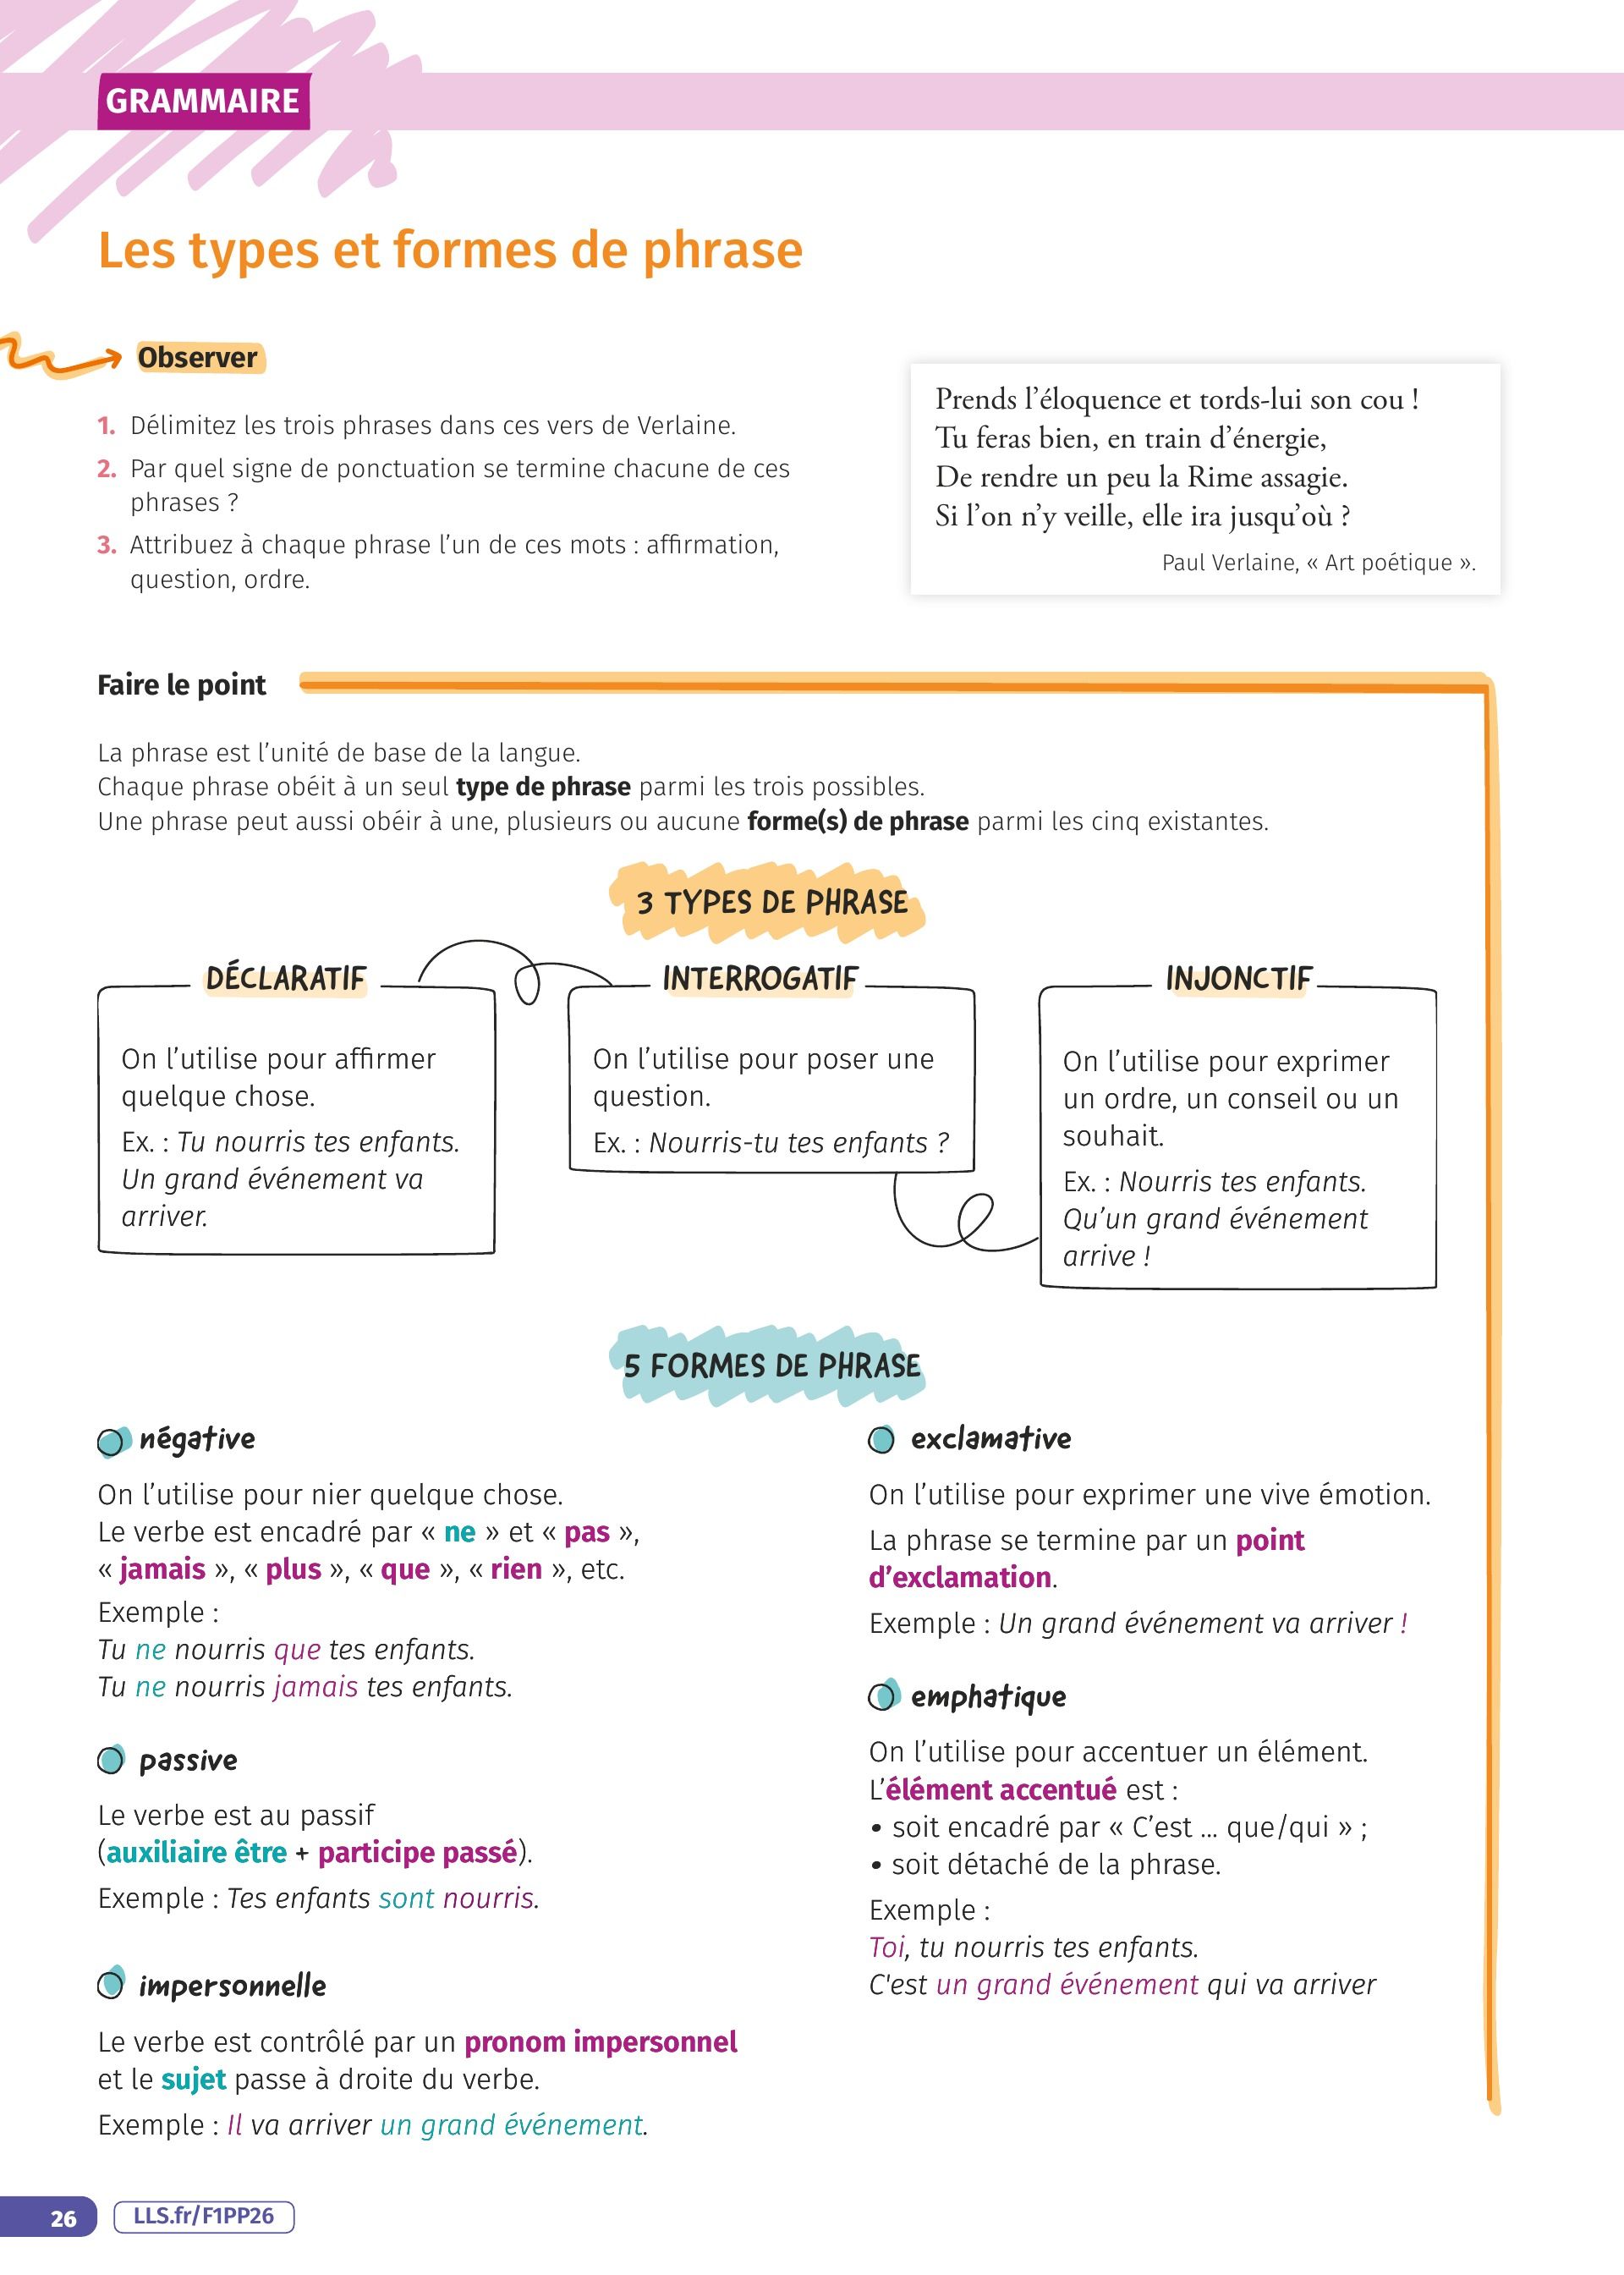 GRAMMAIRE
Les types et formes de phrase
Observer
1. Délimitez les trois phrases dans ces vers de Verlaine.
2. Par quel signe de ponctuation se termine chacune de ces
phrases ?
3. Attribuez à chaque phrase l’un de ces mots : affirmation,
question, ordre.
Prends l’éloquence et tords-lui son cou !
Tu feras bien, en train d’énergie,
De rendre un peu la Rime assagie.
Si l’on n’y veille, elle ira jusqu’où ?
Paul Verlaine, « Art poétique ».
Faire le point
La phrase est l’unité de base de la langue.
Chaque phrase obéit à un seul type de phrase parmi les trois possibles.
Une phrase peut aussi obéir à une, plusieurs ou aucune forme(s) de phrase parmi les cinq existantes.
3 TYPES DE PHRASE
DÉCLARATIF
On l’utilise pour affirmer
quelque chose.
Ex. : Tu nourris tes enfants.
Un grand événement va
arriver.
INTERROGATIF
On l’utilise pour poser une
question.
Ex. : Nourris-tu tes enfants ?
INJONCTIF
On l’utilise pour exprimer
un ordre, un conseil ou un
souhait.
Ex. : Nourris tes enfants.
Qu’un grand événement
arrive !
5 FORMES DE PHRASE
négative
On l’utilise pour nier quelque chose.
Le verbe est encadré par « ne » et « pas »,
« jamais », « plus », « que », « rien », etc.
Exemple :
Tu ne nourris que tes enfants.
Tu ne nourris jamais tes enfants.
passive
Le verbe est au passif
(auxiliaire être + participe passé).
Exemple : Tes enfants sont nourris.
impersonnelle
Le verbe est contrôlé par un pronom impersonnel
et le sujet passe à droite du verbe.
Exemple : Il va arriver un grand événement.
exclamative
On l’utilise pour exprimer une vive émotion.
La phrase se termine par un point
d’exclamation.
Exemple : Un grand événement va arriver !
emphatique
On l’utilise pour accentuer un élément.
L’élément accentué est :
• soit encadré par « C’est ... que/qui » ;
• soit détaché de la phrase.
Exemple :
Toi, tu nourris tes enfants.
C'est un grand événement qui va arriver
26
LLS.fr/F1PP26